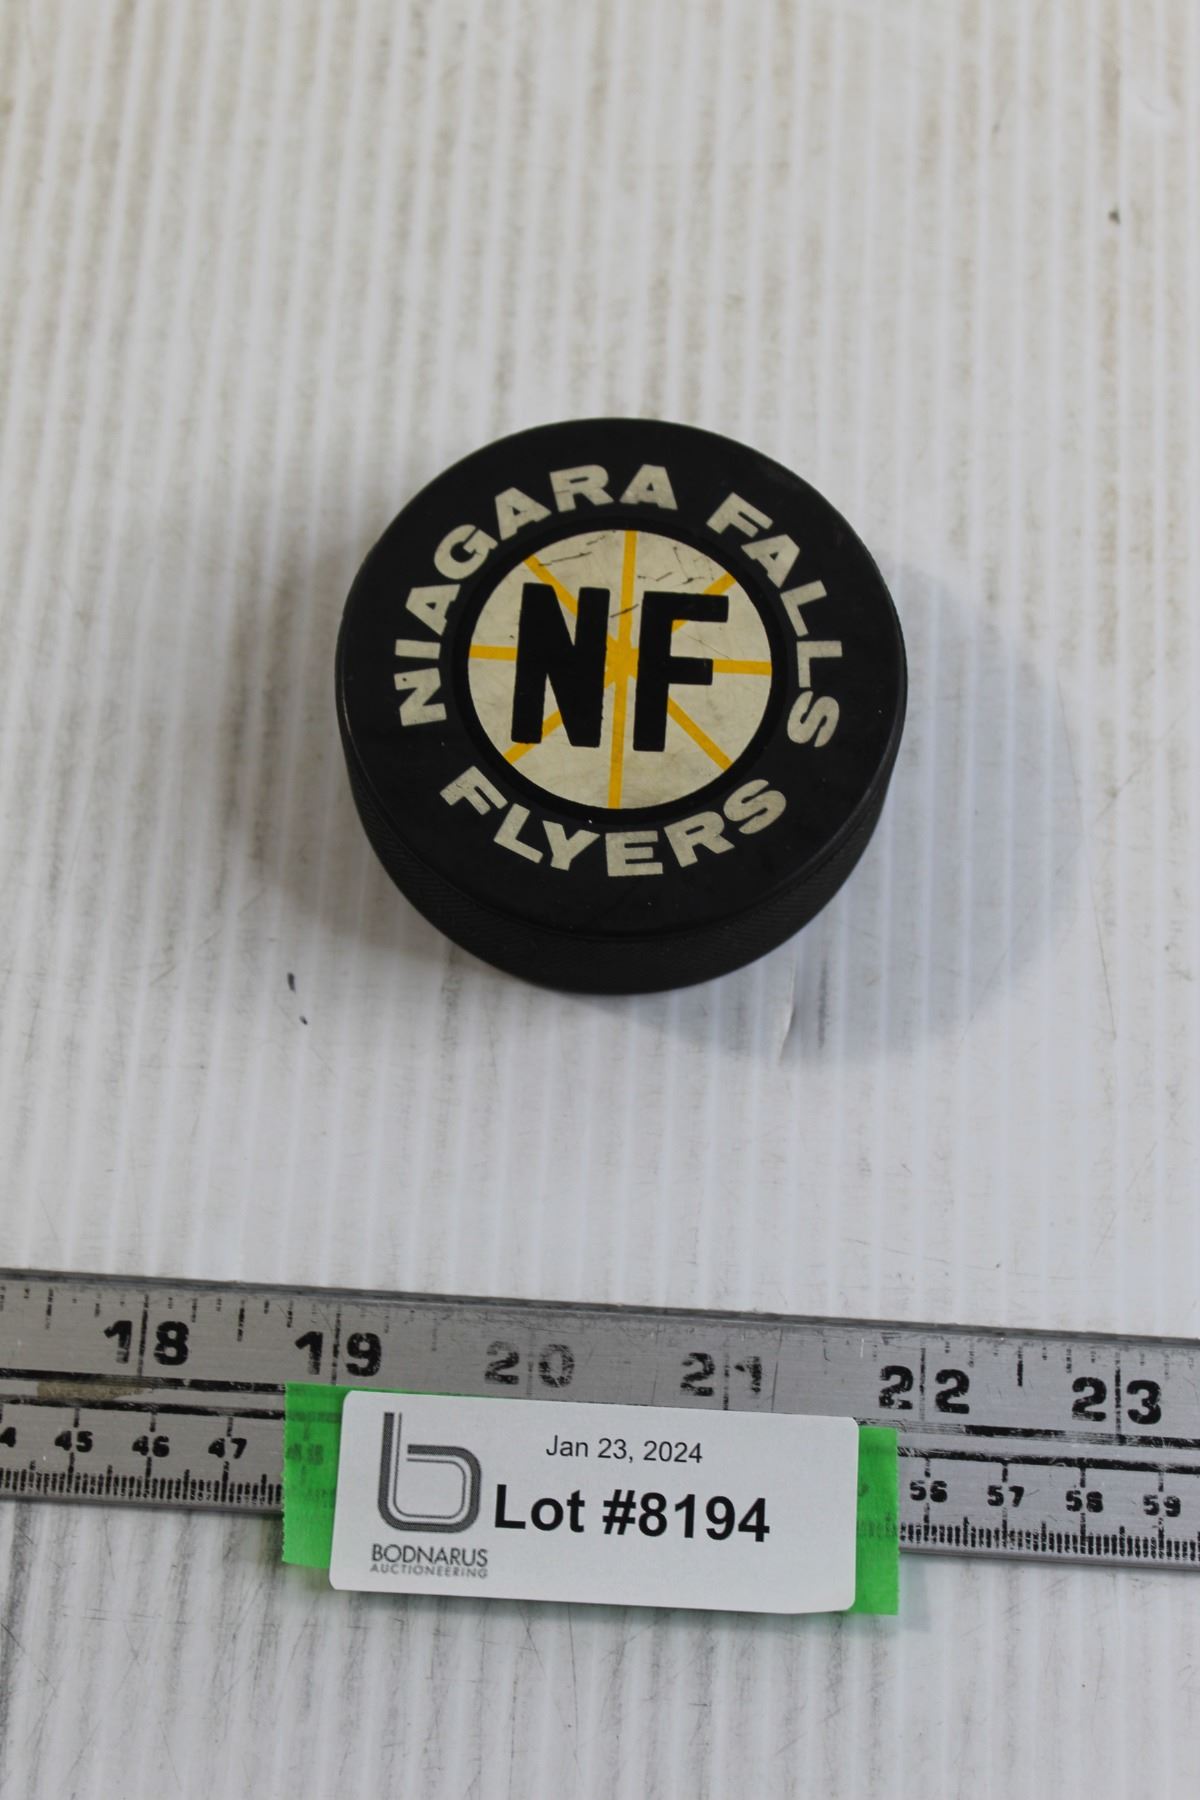 NIAGARA FALLS
NF
FLYERS
18 19 20 21 22 23
45 46 47 48 56 57 58 59
Jan 23, 2024
Lot #8194
BODNARUS
AUCTIONEERING